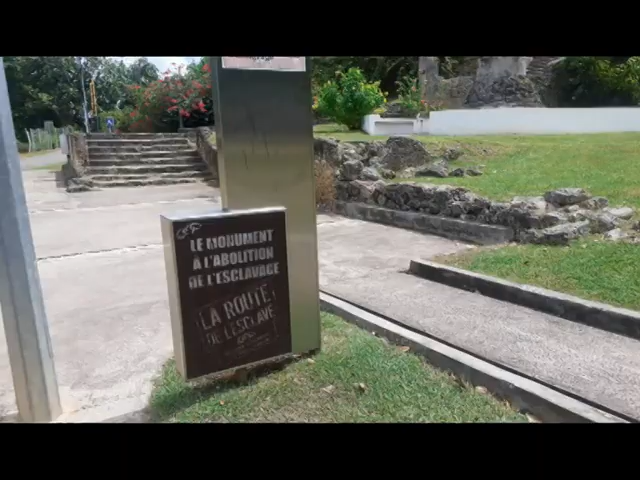 LE MONUMENT
À L'ABOLITION
DE L'ESCLAVAGE
LA ROUTE
DE L'ESCLAVE